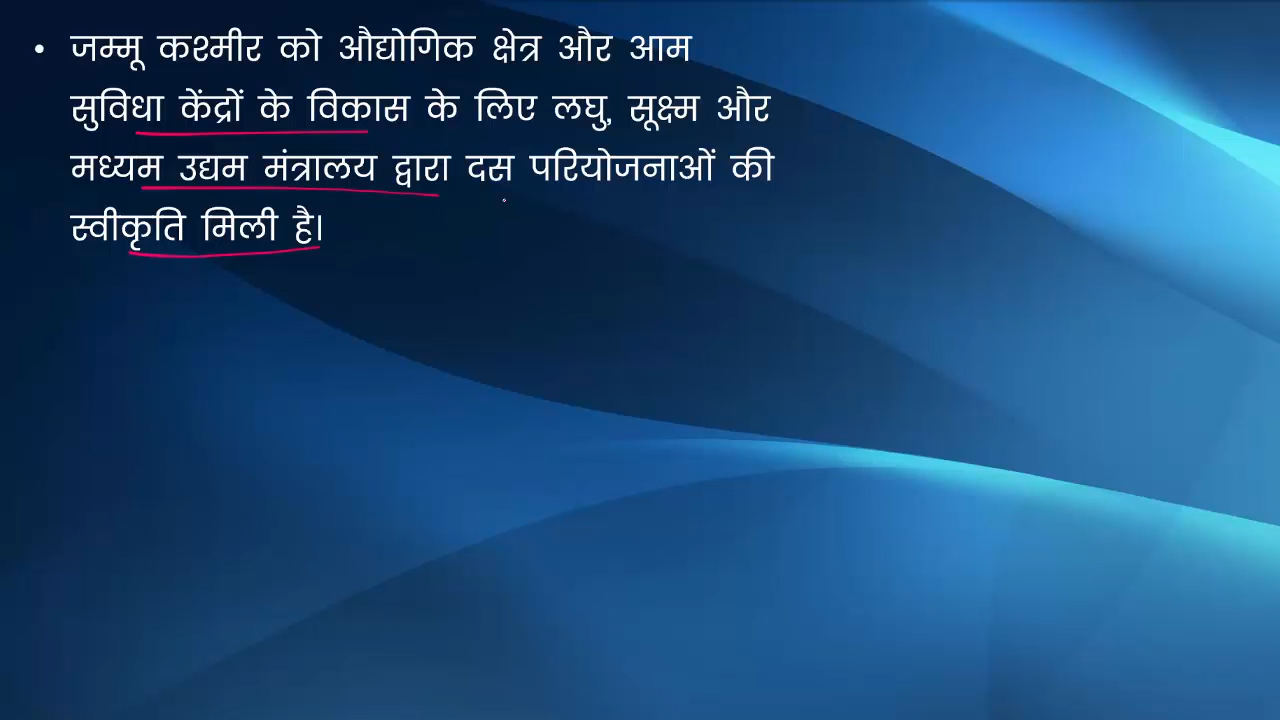 • जम्मू कश्मीर को औद्योगिक क्षेत्र और आम
सुविधा केंद्रों के विकास के लिए लघु, सूक्ष्म और
मध्यम उद्यम मंत्रालय द्वारा दस परियोजनाओं की
स्वीकृति मिली है।